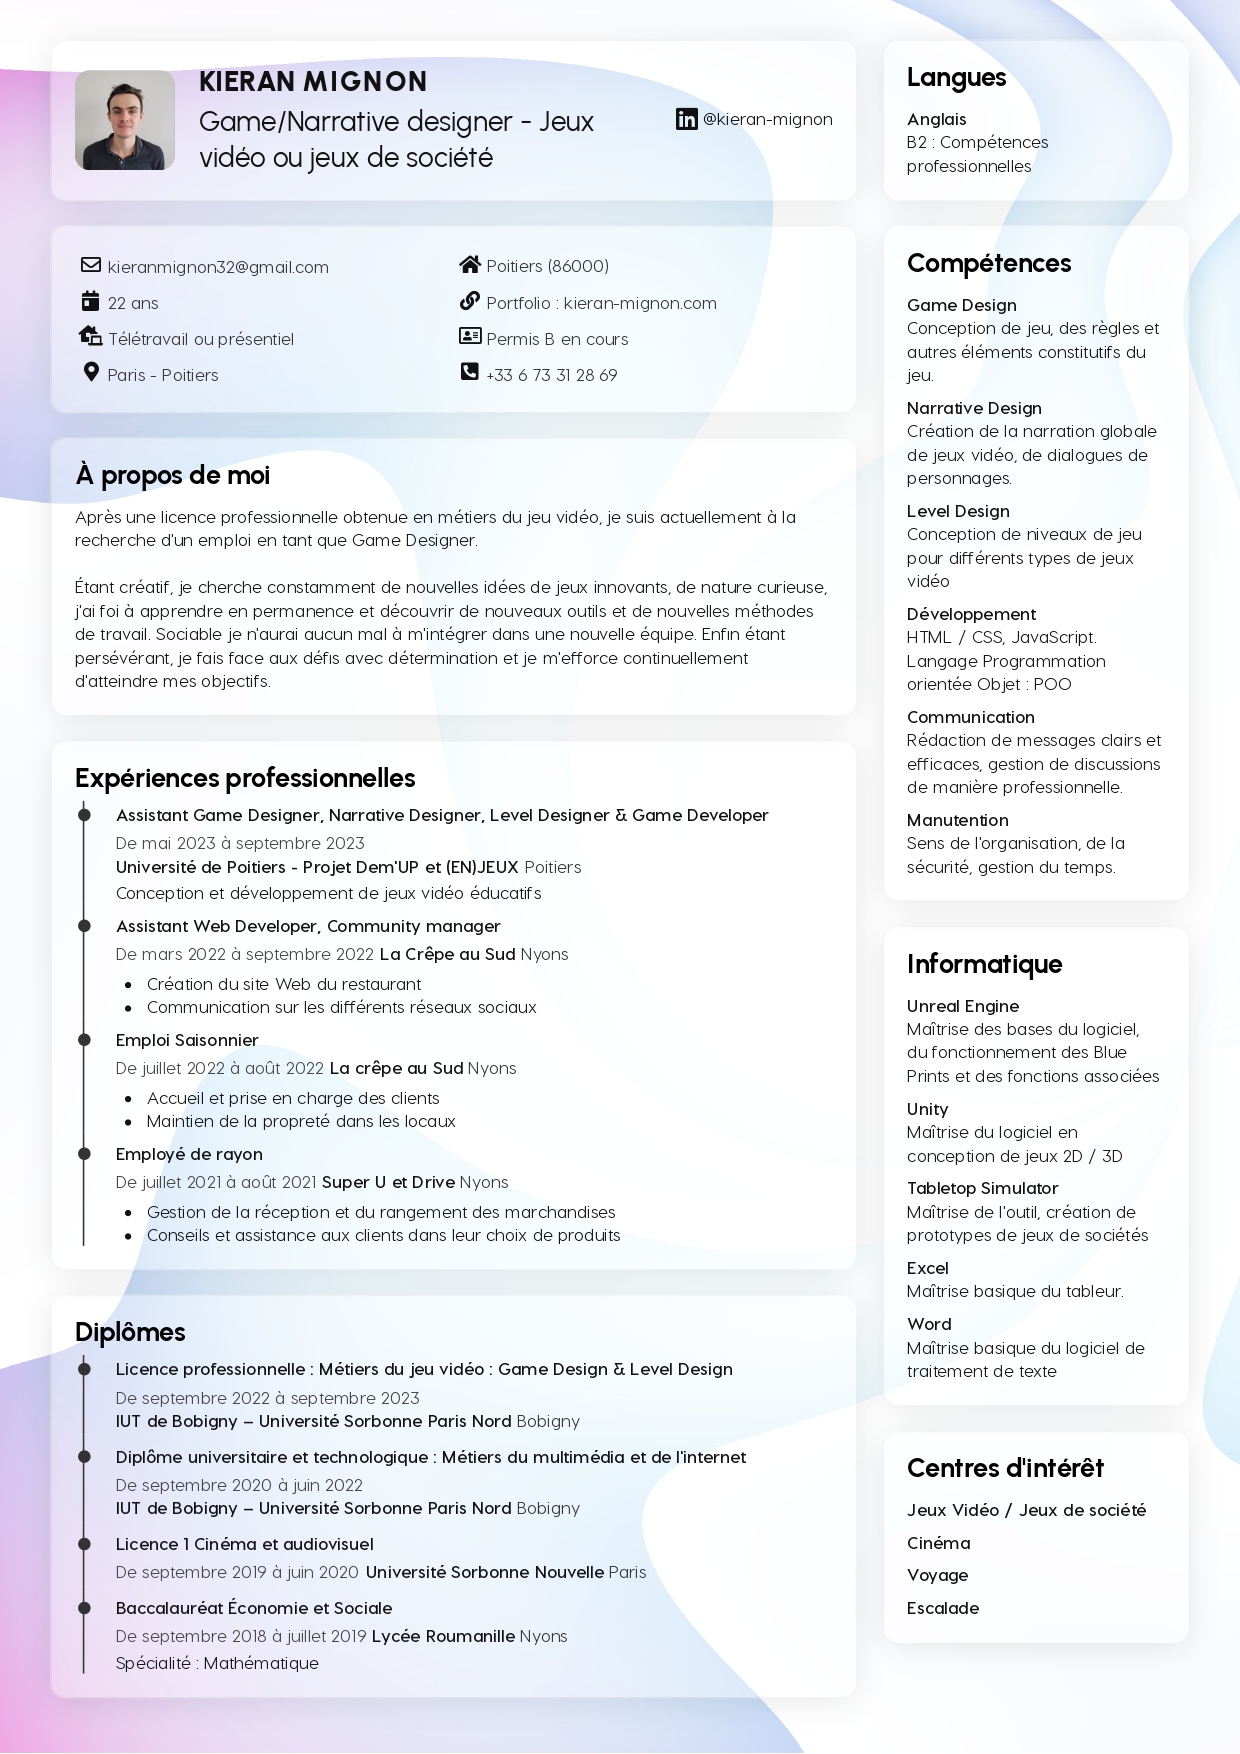 KIERAN MIGNON
Game/Narrative designer - Jeux
vidéo ou jeux de société
@kieran-mignon
kieranmignon32@gmail.com
Poitiers (86000)
22 ans
Portfolio : kieran-mignon.com
Télétravail ou présentiel
Permis B en cours
Paris - Poitiers
+33 6 73 31 28 69
À propos de moi
Après une licence professionnelle obtenue en métiers du jeu vidéo, je suis actuellement à la
recherche d'un emploi en tant que Game Designer.
Étant créatif, je cherche constamment de nouvelles idées de jeux innovants, de nature curieuse,
j'ai foi à apprendre en permanence et découvrir de nouveaux outils et de nouvelles méthodes
de travail. Sociable je n'aurai aucun mal à m'intégrer dans une nouvelle équipe. Enfin étant
persévérant, je fais face aux défis avec détermination et je m'efforce continuellement
d'atteindre mes objectifs.
Expériences professionnelles
Assistant Game Designer, Narrative Designer, Level Designer & Game Developer
De mai 2023 à septembre 2023
Université de Poitiers - Projet Dem'UP et (EN)JEUX Poitiers
Conception et développement de jeux vidéo éducatifs
Assistant Web Developer, Community manager
De mars 2022 à septembre 2022 La Crêpe au Sud Nyons
• Création du site Web du restaurant
• Communication sur les différents réseaux sociaux
Emploi Saisonnier
De juillet 2022 à août 2022 La crêpe au Sud Nyons
• Accueil et prise en charge des clients
• Maintien de la propreté dans les locaux
Employé de rayon
De juillet 2021 à août 2021 Super U et Drive Nyons
• Gestion de la réception et du rangement des marchandises
• Conseils et assistance aux clients dans leur choix de produits
Diplômes
Licence professionnelle : Métiers du jeu vidéo : Game Design & Level Design
De septembre 2022 à septembre 2023
IUT de Bobigny – Université Sorbonne Paris Nord Bobigny
Diplôme universitaire et technologique : Métiers du multimédia et de l'internet
De septembre 2020 à juin 2022
IUT de Bobigny – Université Sorbonne Paris Nord Bobigny
Licence 1 Cinéma et audiovisuel
De septembre 2019 à juin 2020 Université Sorbonne Nouvelle Paris
Baccalauréat Économie et Sociale
De septembre 2018 à juillet 2019 Lycée Roumanille Nyons
Spécialité : Mathématique
Langues
Anglais
B2 : Compétences
professionnelles
Compétences
Game Design
Conception de jeu, des règles et
autres éléments constitutifs du
jeu.
Narrative Design
Création de la narration globale
de jeux vidéo, de dialogues de
personnages.
Level Design
Conception de niveaux de jeu
pour différents types de jeux
vidéo
Développement
HTML / CSS, JavaScript.
Langage Programmation
orientée Objet : POO
Communication
Rédaction de messages clairs et
efficaces, gestion de discussions
de manière professionnelle.
Manutention
Sens de l'organisation, de la
sécurité, gestion du temps.
Informatique
Unreal Engine
Maîtrise des bases du logiciel,
du fonctionnement des Blue
Prints et des fonctions associées
Unity
Maîtrise du logiciel en
conception de jeux 2D / 3D
Tabletop Simulator
Maîtrise de l'outil, création de
prototypes de jeux de sociétés
Excel
Maîtrise basique du tableur.
Word
Maîtrise basique du logiciel de
traitement de texte
Centres d'intérêt
Jeux Vidéo / Jeux de société
Cinéma
Voyage
Escalade